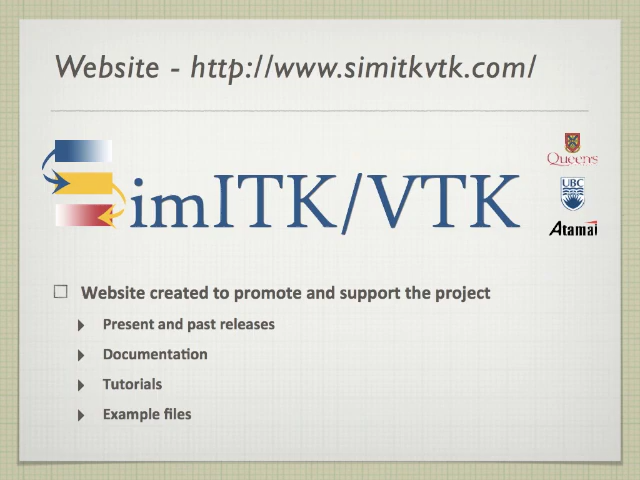 Website - http://www.simitkvtk.com/
SimITK/VTK
Queen's
UBC
Atamai
Website created to promote and support the project
Present and past releases
Documentation
Tutorials
Example files